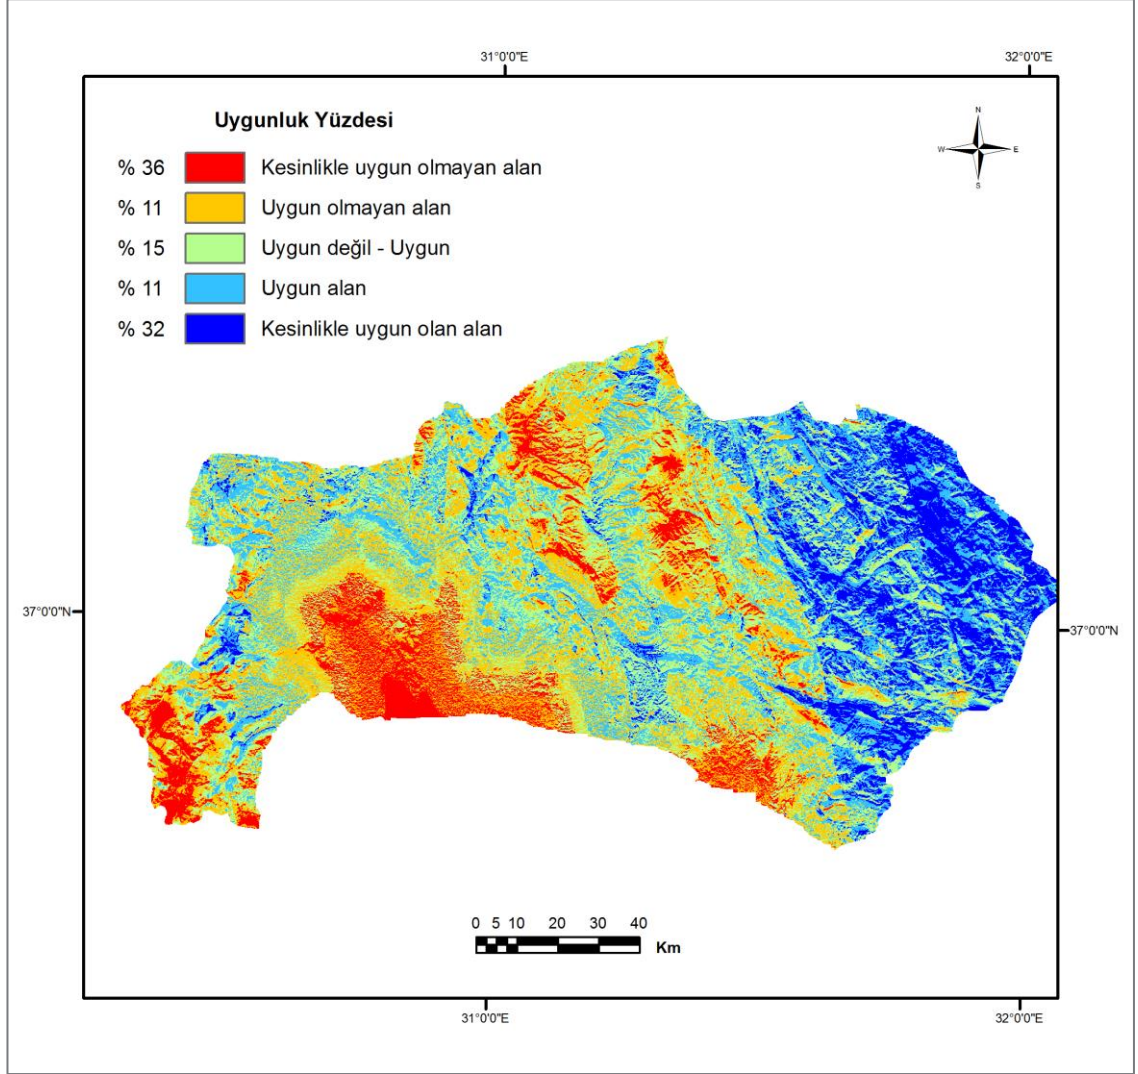 31°0'0"E 32°0'0"E
Uygunluk Yüzdesi
N
W E
S
% 36 Kesinlikle uygun olmayan alan
% 11 Uygun olmayan alan
% 15 Uygun değil - Uygun
% 11 Uygun alan
% 32 Kesinlikle uygun olan alan
37°0'0"N
37°0'0"N
0 5 10 20 30 40
Km
31°0'0"E 32°0'0"E